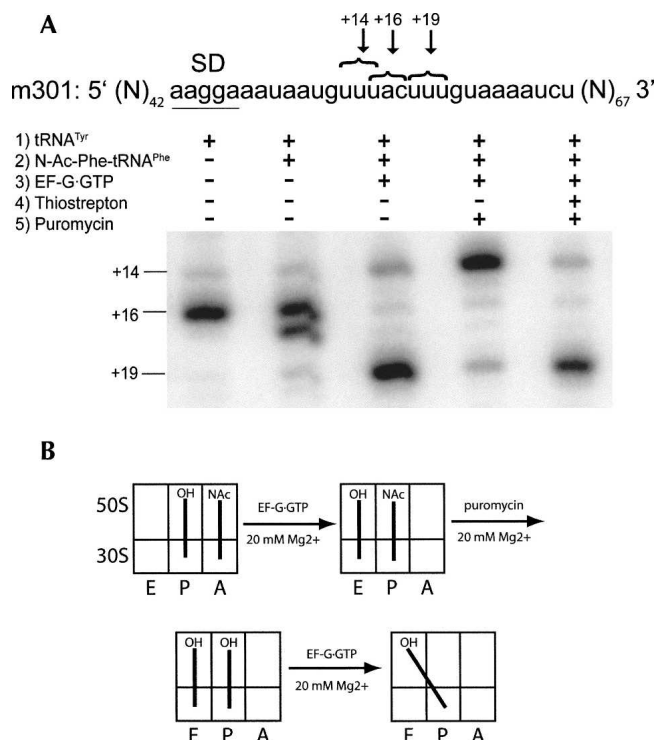 A
+14 +16 +19
SD
m301: 5‘ (N)42 aaggaaauaauguuuuacuuuguaaaaucu (N)67 3’
1) tRNATyr + + + + +
2) N-Ac-Phe-tRNAPhe - + + + +
3) EF-G·GTP - - + + +
4) Thiostrepton - - - - +
5) Puromycin - - - + +
+14
+16
+19
B
OH NAc OH NAc
50S EF-G·GTP puromycin
30S 20 mM Mg2+ 20 mM Mg2+
E P A E P A
OH OH OH
EF-G·GTP
20 mM Mg2+
E P A E P A